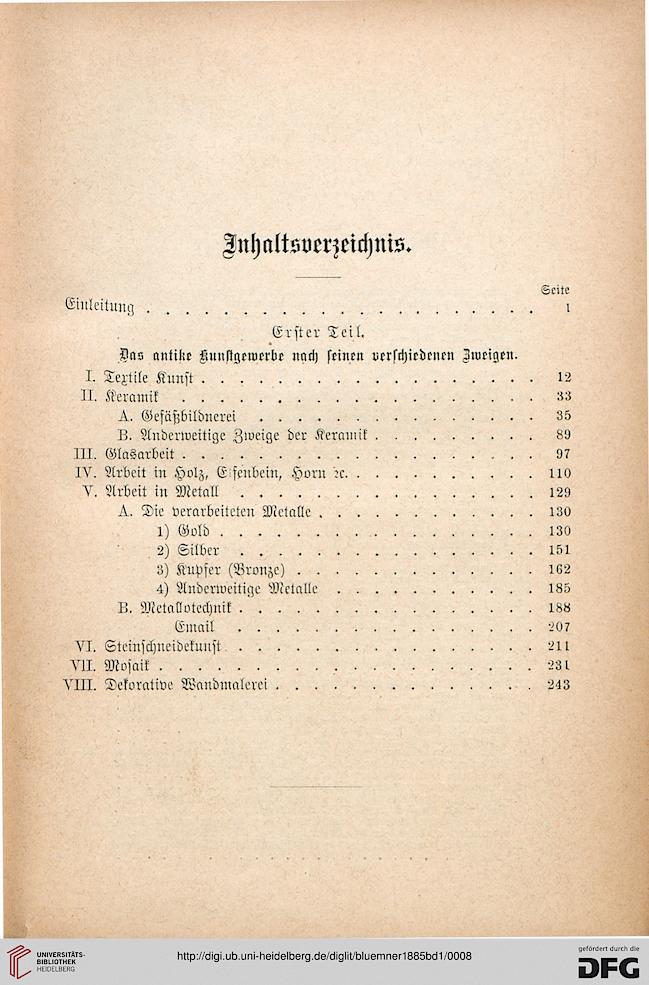 Inhaltsverzeichnis.
Seite
Einleitung . . . . . . . . . . . . . . . . . . . . 1
Erster Teil.
Das antike Kunstgewerbe nach seinen verschiedenen Zweigen.
I. Textile Kunst . . . . . . . . . . . . . . . . . 12
II. Keramik . . . . . . . . . . . . . . . . . . 33
A. Gefäßbildnerei . . . . . . . . . . . . . . 35
B. Anderweitige Zweige der Keramik . . . . . . . . 89
III. Glasarbeit . . . . . . . . . . . . . . . . . . 97
IV. Arbeit in Holz, Elfenbein, Horn ꝛc. . . . . . . . . . 110
V. Arbeit in Metall . . . . . . . . . . . . . . . 129
A. Die verarbeiteten Metalle . . . . . . . . . . . 130
1) Gold . . . . . . . . . . . . . . . . 130
2) Silber . . . . . . . . . . . . . . . 151
3) Kupfer (Bronze) . . . . . . . . . . . . 162
4) Anderweitige Metalle . . . . . . . . . . 185
B. Metallotechnik . . . . . . . . . . . . . . . 188
Email . . . . . . . . . . . . . . . 207
VI. Steinschneidekunst . . . . . . . . . . . . . . . 211
VII. Mosaik . . . . . . . . . . . . . . . . . . . 231
VIII. Dekorative Wandmalerei . . . . . . . . . . . . . 243
UNIVERSITÄTS-
BIBLIOTHEK
HEIDELBERG
http://digi.ub.uni-heidelberg.de/diglit/bluemner1885bd1/0008
gefördert durch die
DFG